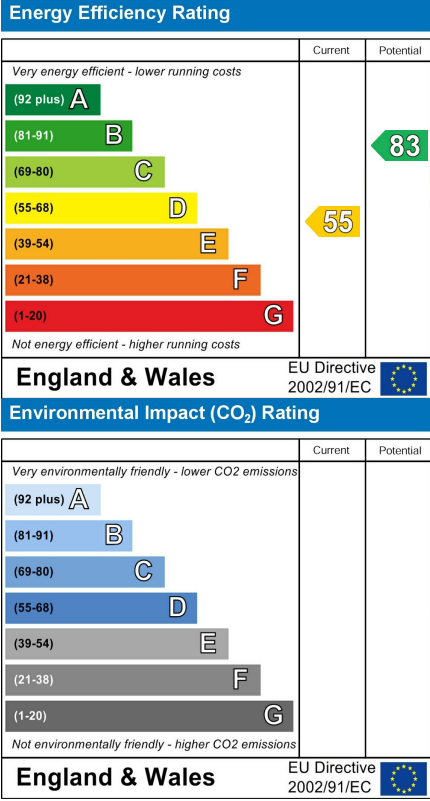 Energy Efficiency Rating
Current Potential
Very energy efficient - lower running costs
(92 plus) A
(81-91) B
83
(69-80) C
(55-68) D
55
(39-54) E
(21-38) F
(1-20) G
Not energy efficient - higher running costs
England & Wales
EU Directive
2002/91/EC
Environmental Impact (CO₂) Rating
Current Potential
Very environmentally friendly - lower CO2 emissions
(92 plus) A
(81-91) B
(69-80) C
(55-68) D
(39-54) E
(21-38) F
(1-20) G
Not environmentally friendly - higher CO2 emissions
England & Wales
EU Directive
2002/91/EC